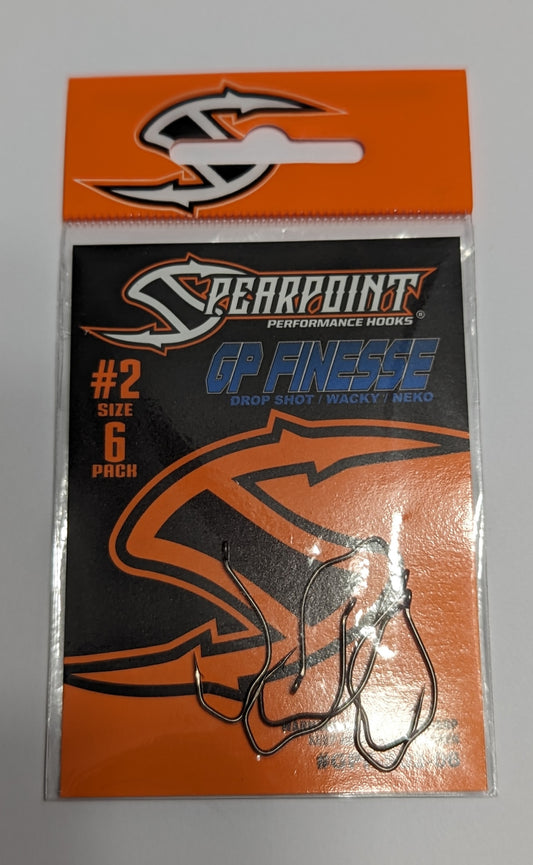 SPEARPOINT®
PERFORMANCE HOOKS
GP FINESSE
DROP SHOT / WACKY / NEKO
#2
SIZE
6
PACK